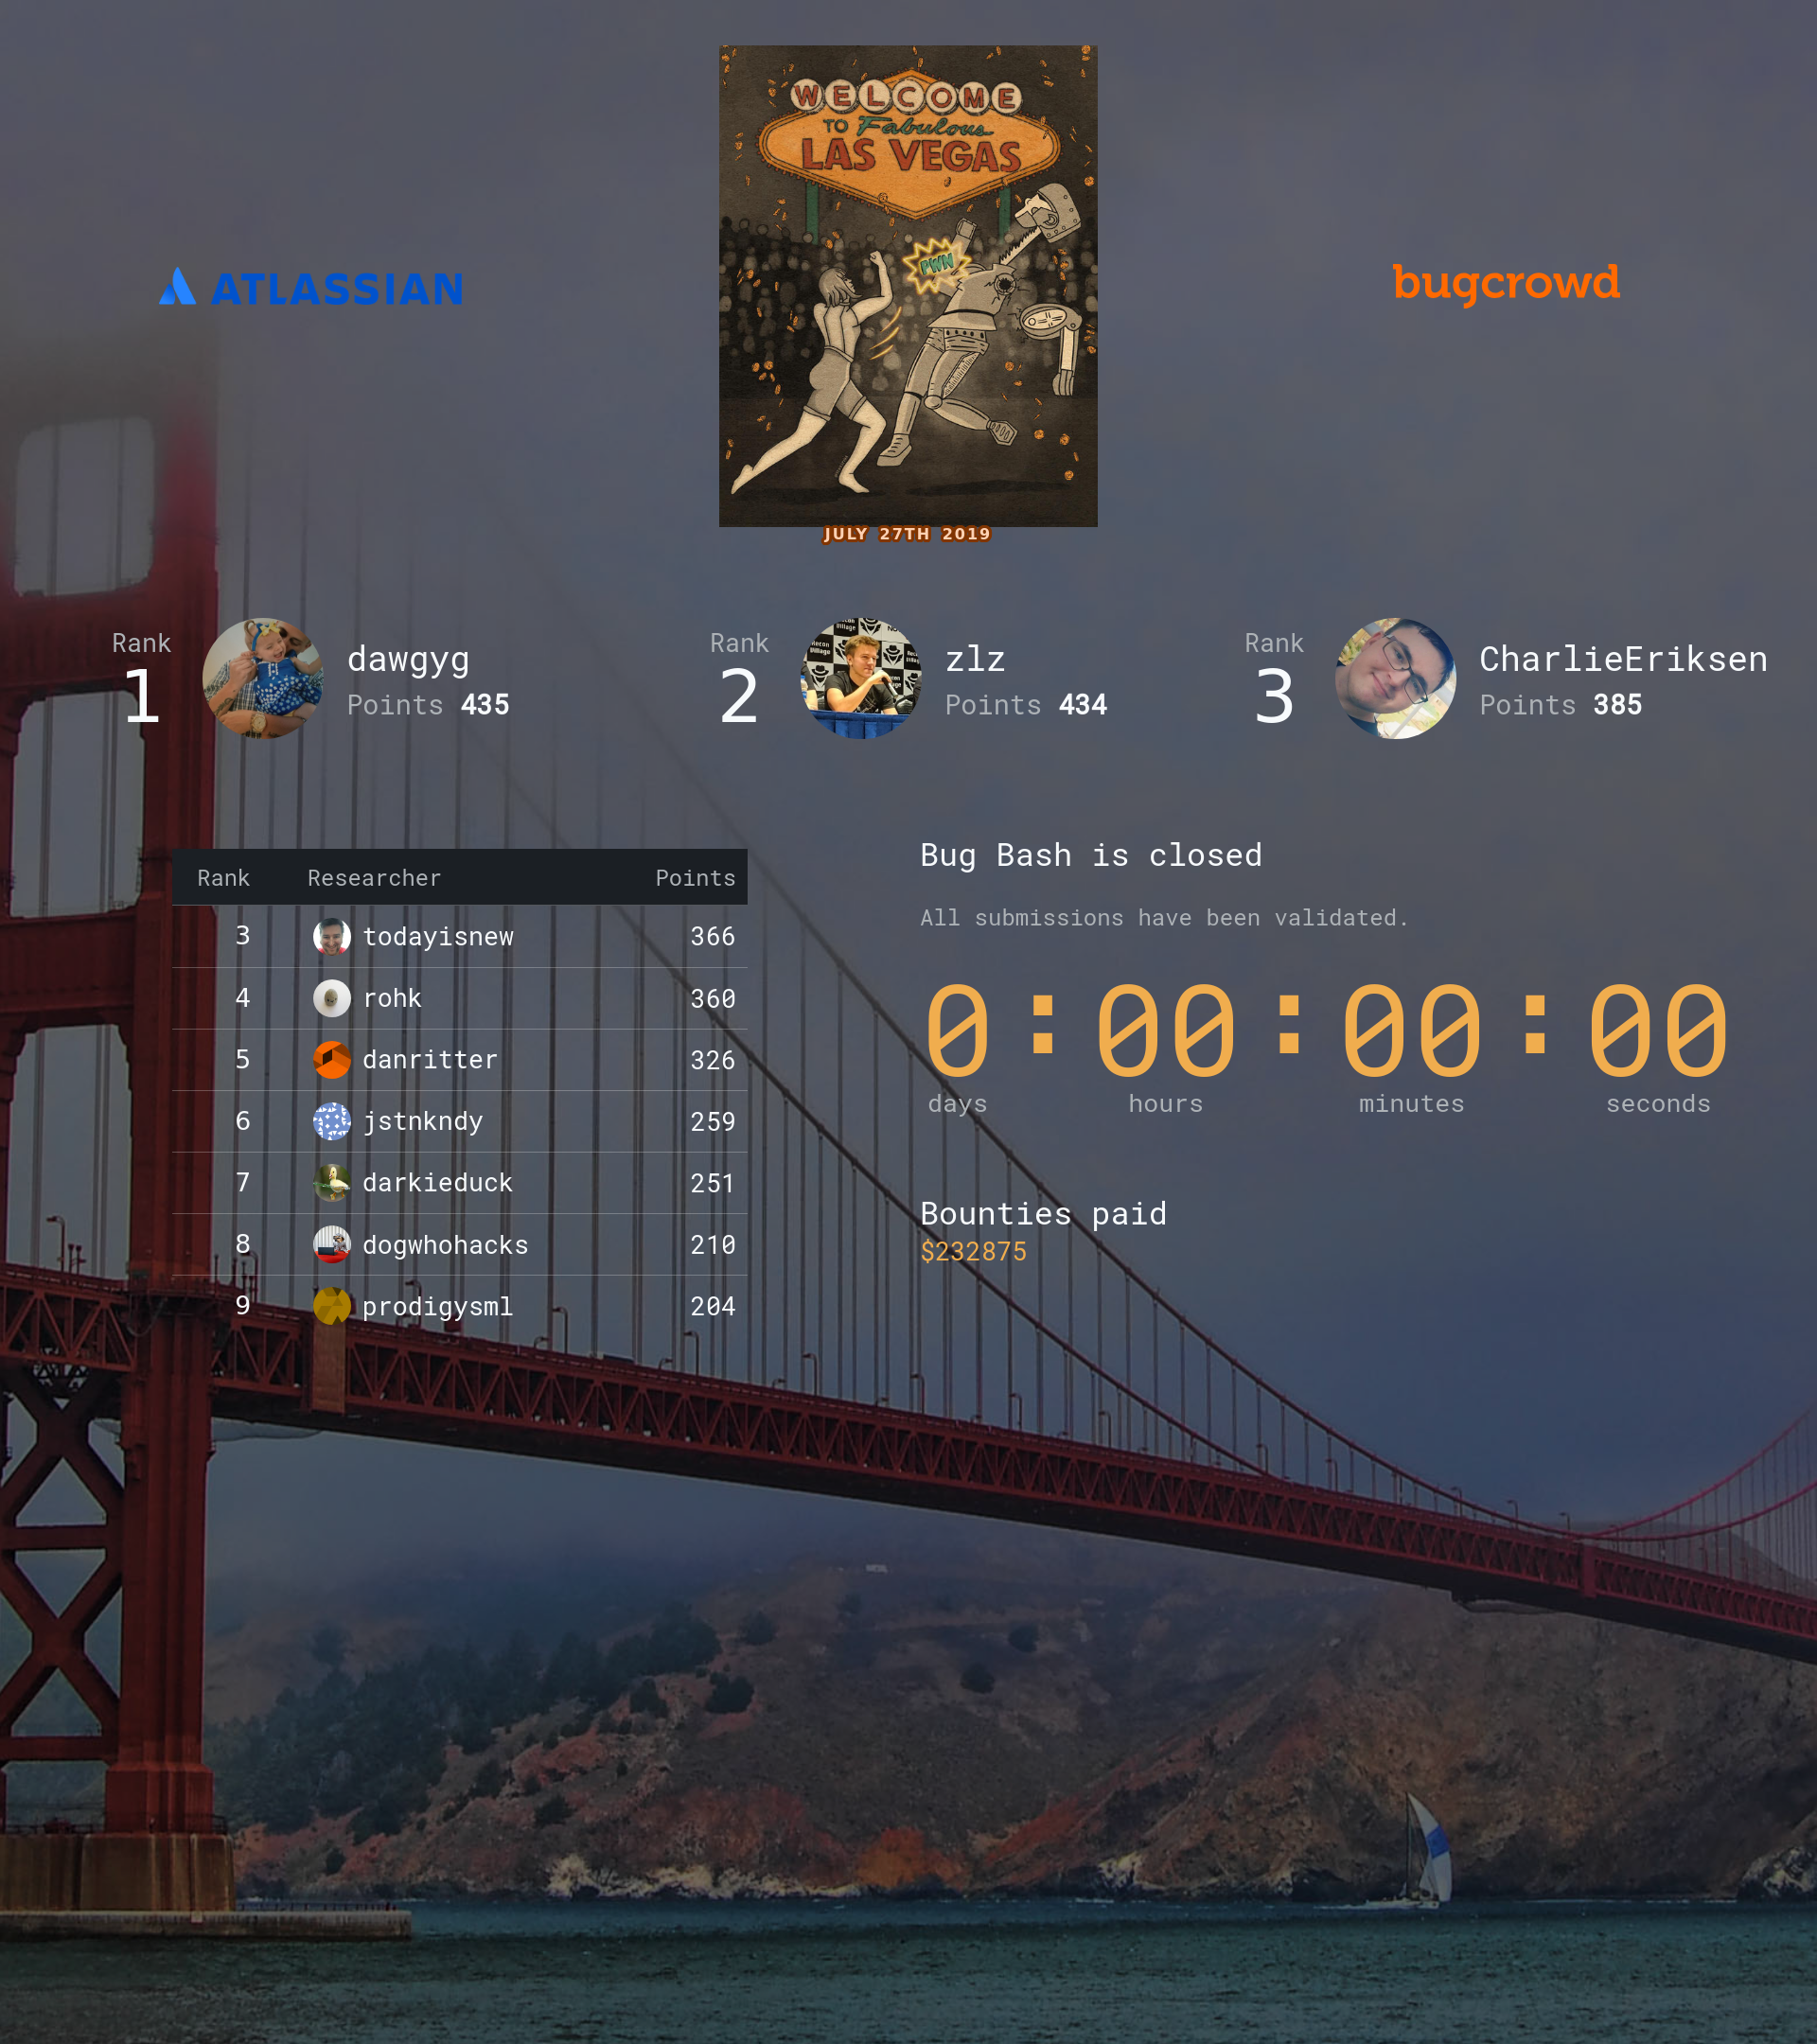 WELCOME
TO Fabulous
LAS VEGAS
PWN
ATLASSIAN
bugcrowd
JULY 27TH 2019
Rank
1
dawgyg
Points 435
Rank
2
zlz
Points 434
Rank
3
CharlieEriksen
Points 385
Rank Researcher Points
3 todayisnew 366
4 rohk 360
5 danritter 326
6 jstnkndy 259
7 darkieduck 251
8 dogwhohacks 210
9 prodigysml 204
Bug Bash is closed
All submissions have been validated.
0 : 00 : 00 : 00
days hours minutes seconds
Bounties paid
$232875